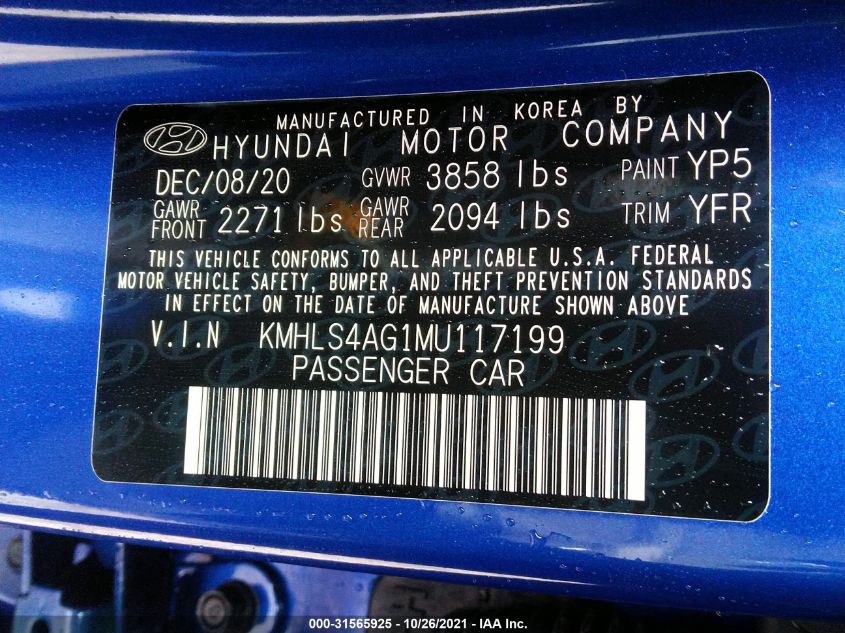 MANUFACTURED IN KOREA BY
HYUNDAI MOTOR COMPANY
DEC/08/20 GVWR 3858 lbs PAINT YP5
GAWR FRONT 2271 lbs GAWR REAR 2094 lbs TRIM YFR
THIS VEHICLE CONFORMS TO ALL APPLICABLE U.S.A. FEDERAL
MOTOR VEHICLE SAFETY, BUMPER, AND THEFT PREVENTION STANDARDS
IN EFFECT ON THE DATE OF MANUFACTURE SHOWN ABOVE
V.I.N KMHLS4AG1MU117199
PASSENGER CAR
000-31565925 - 10/26/2021 - IAA Inc.